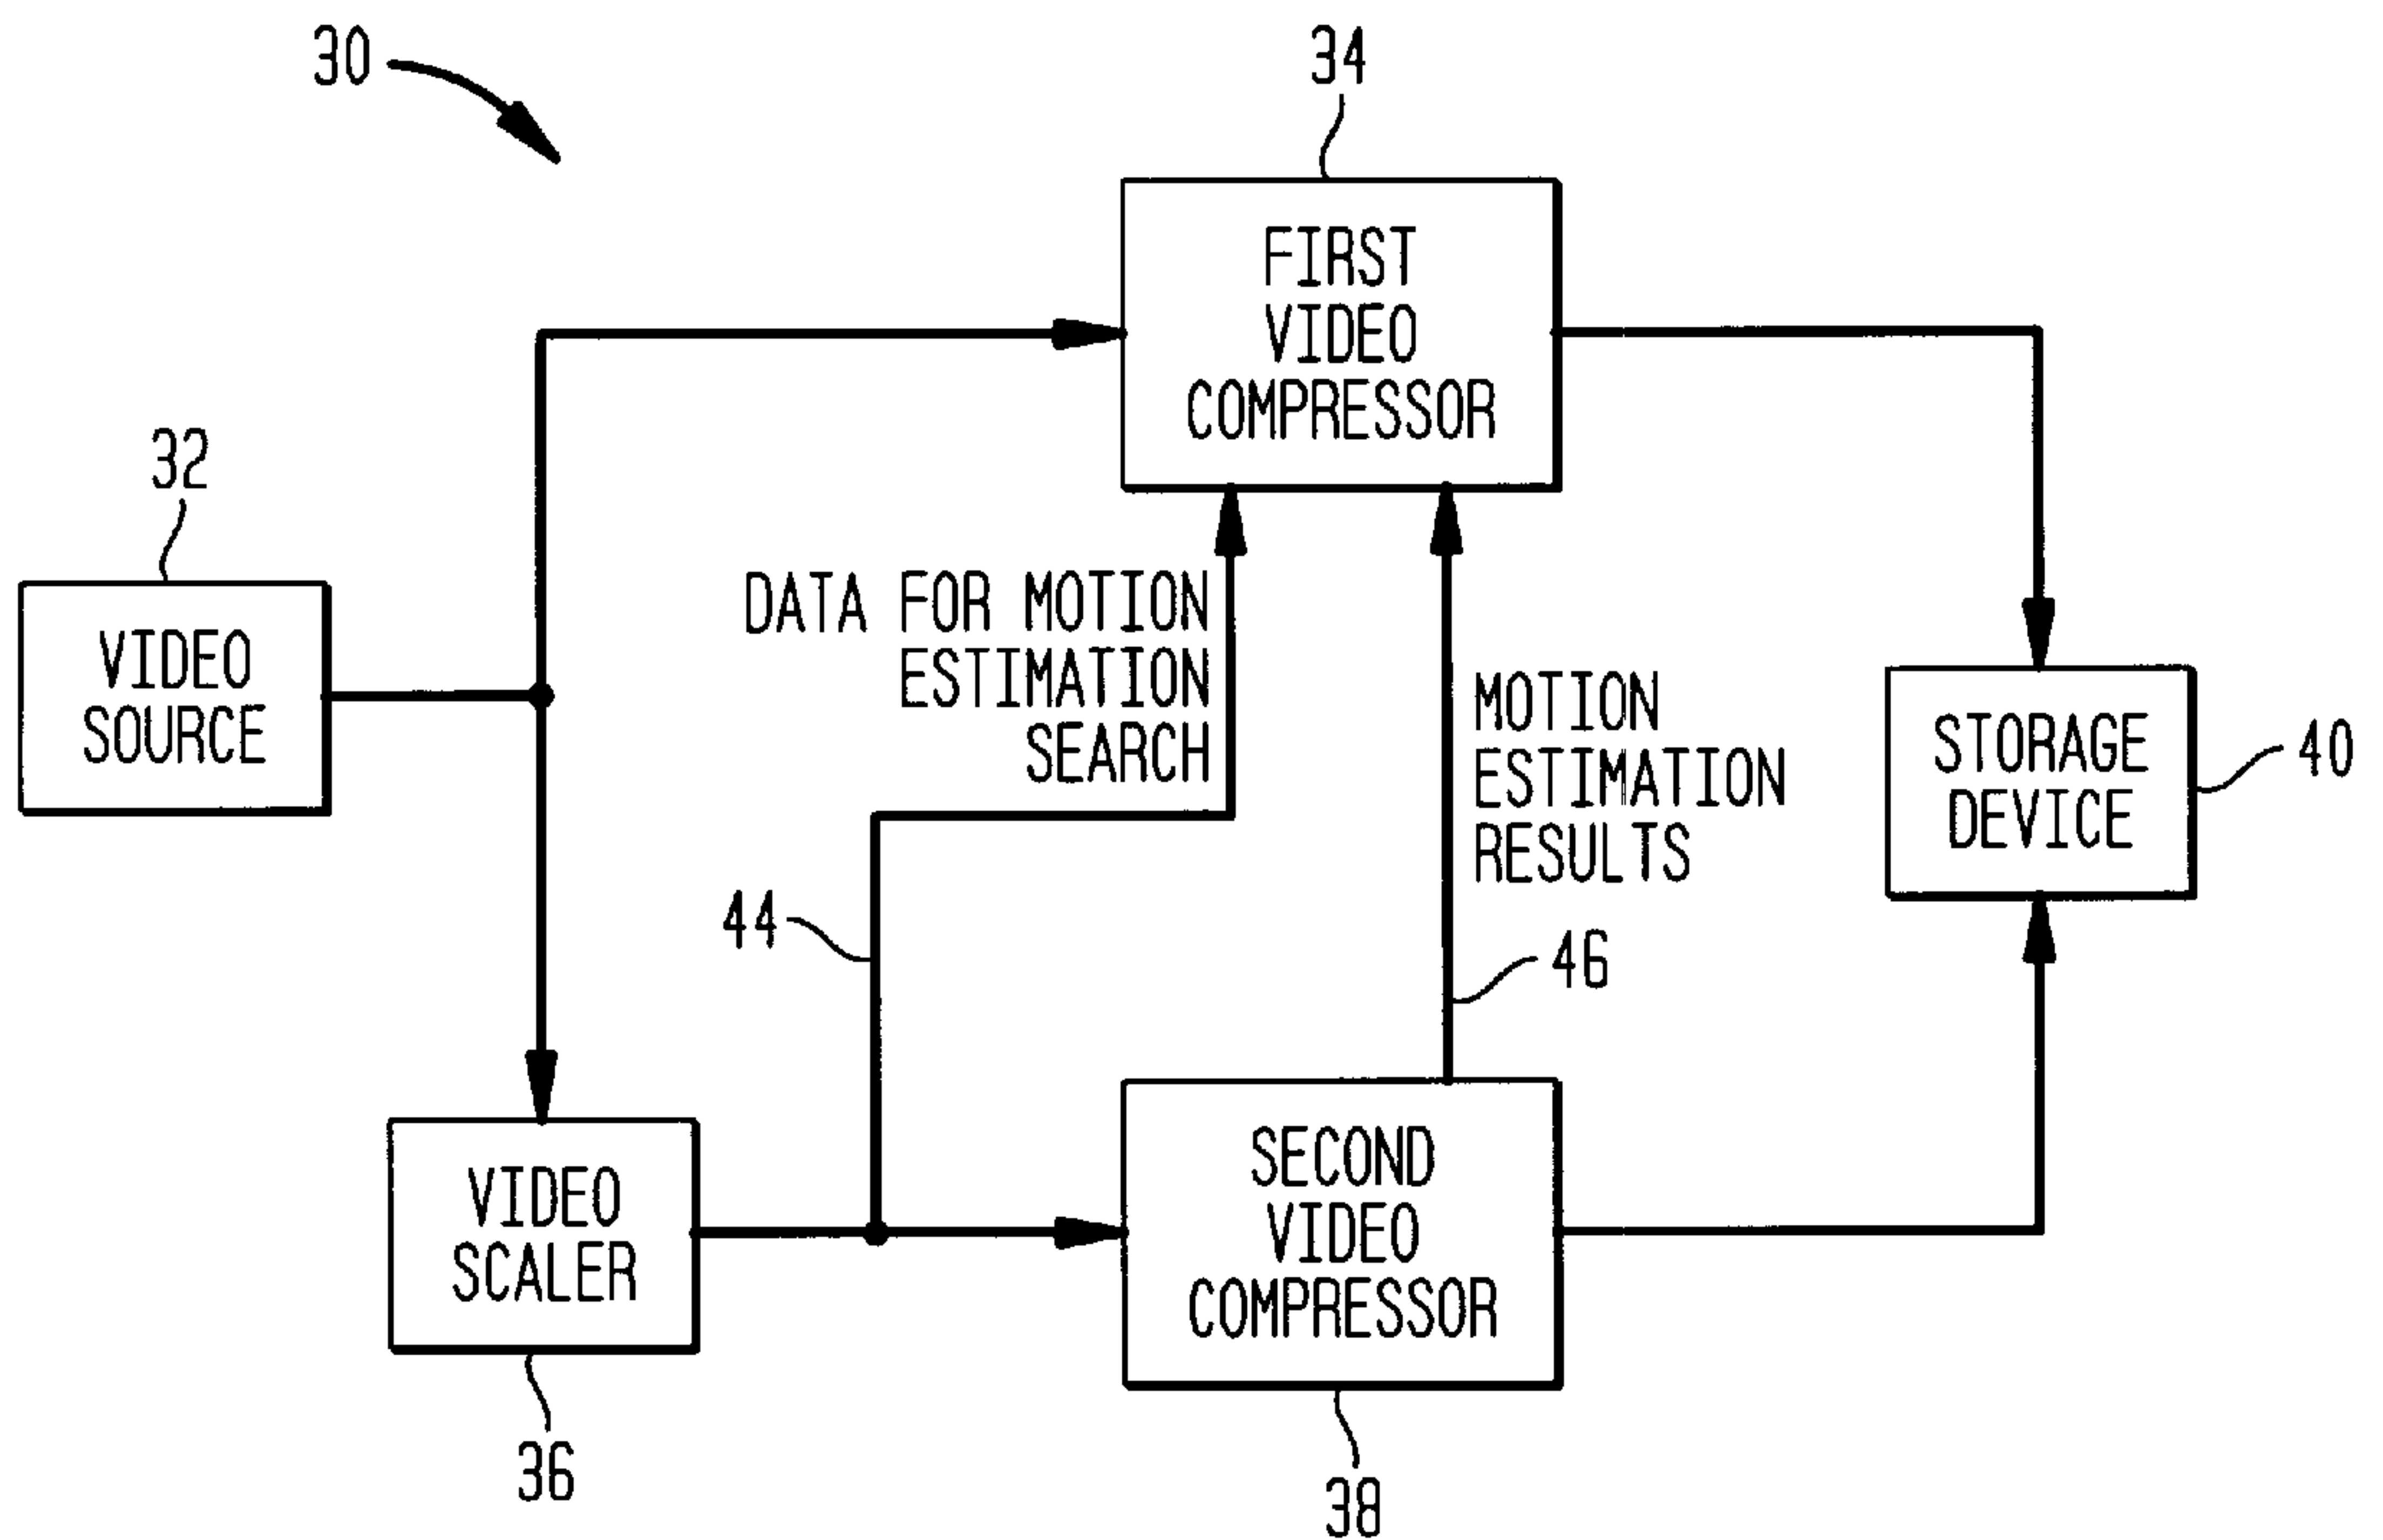 30
34
FIRST
VIDEO
COMPRESSOR
32
VIDEO
SOURCE
DATA FOR MOTION
ESTIMATION
SEARCH
MOTION
ESTIMATION
RESULTS
STORAGE
DEVICE
40
44
46
VIDEO
SCALER
36
SECOND
VIDEO
COMPRESSOR
38